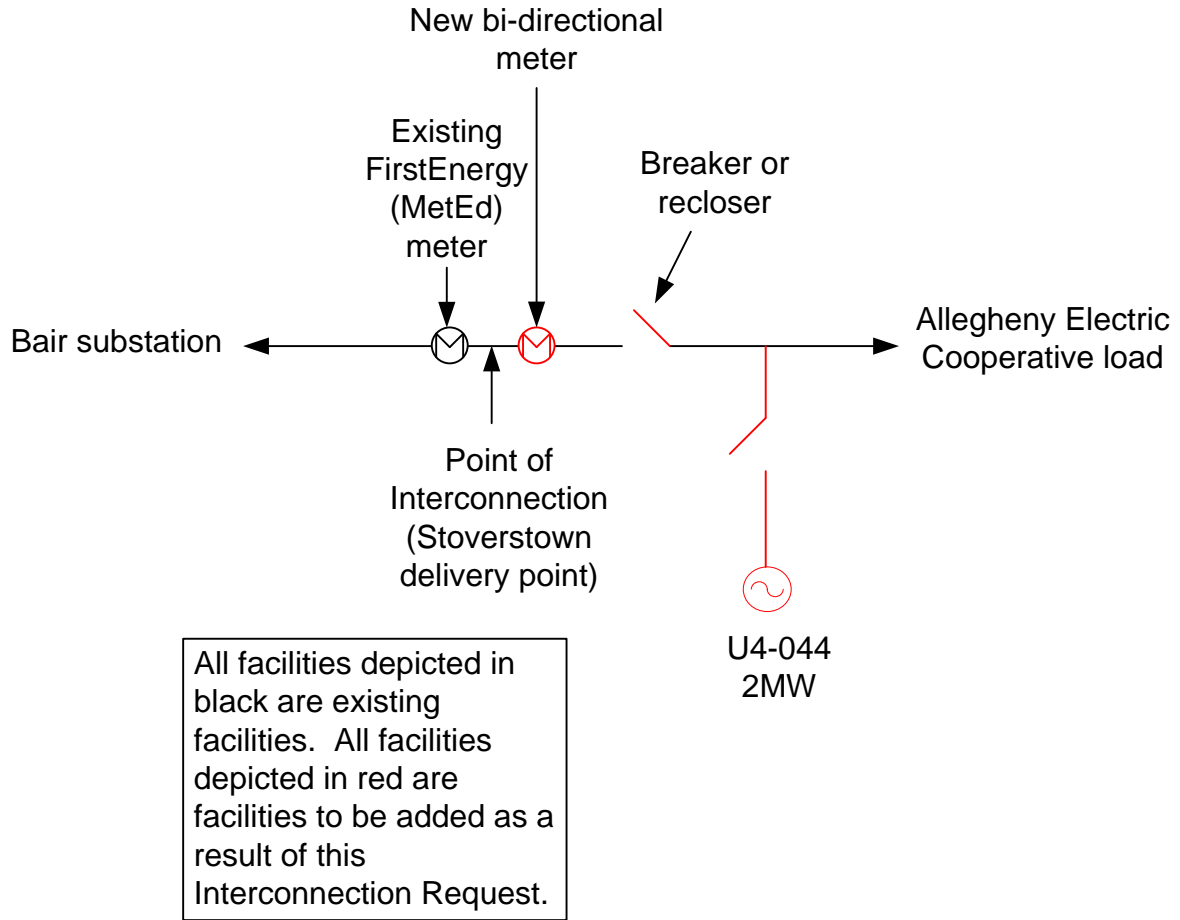 New bi-directional
meter
Existing
FirstEnergy
(MetEd)
meter
Breaker or
recloser
Bair substation
Allegheny Electric
Cooperative load
Point of
Interconnection
(Stoverstown
delivery point)
U4-044
2MW
All facilities depicted in
black are existing
facilities.  All facilities
depicted in red are
facilities to be added as a
result of this
Interconnection Request.